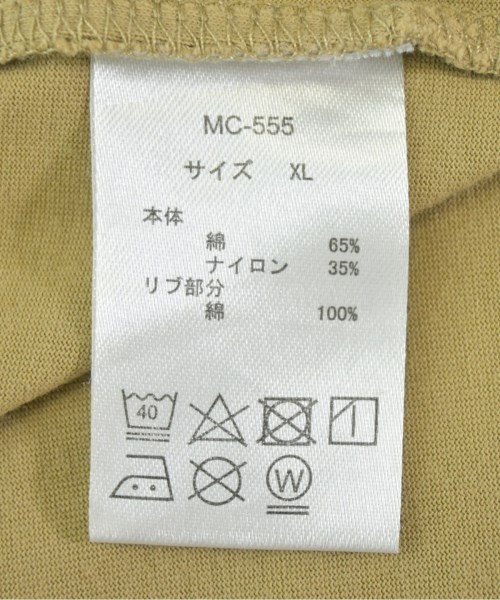 MC-555
サイズ XL
本体
綿 65%
ナイロン 35%
リブ部分
綿 100%
40
W